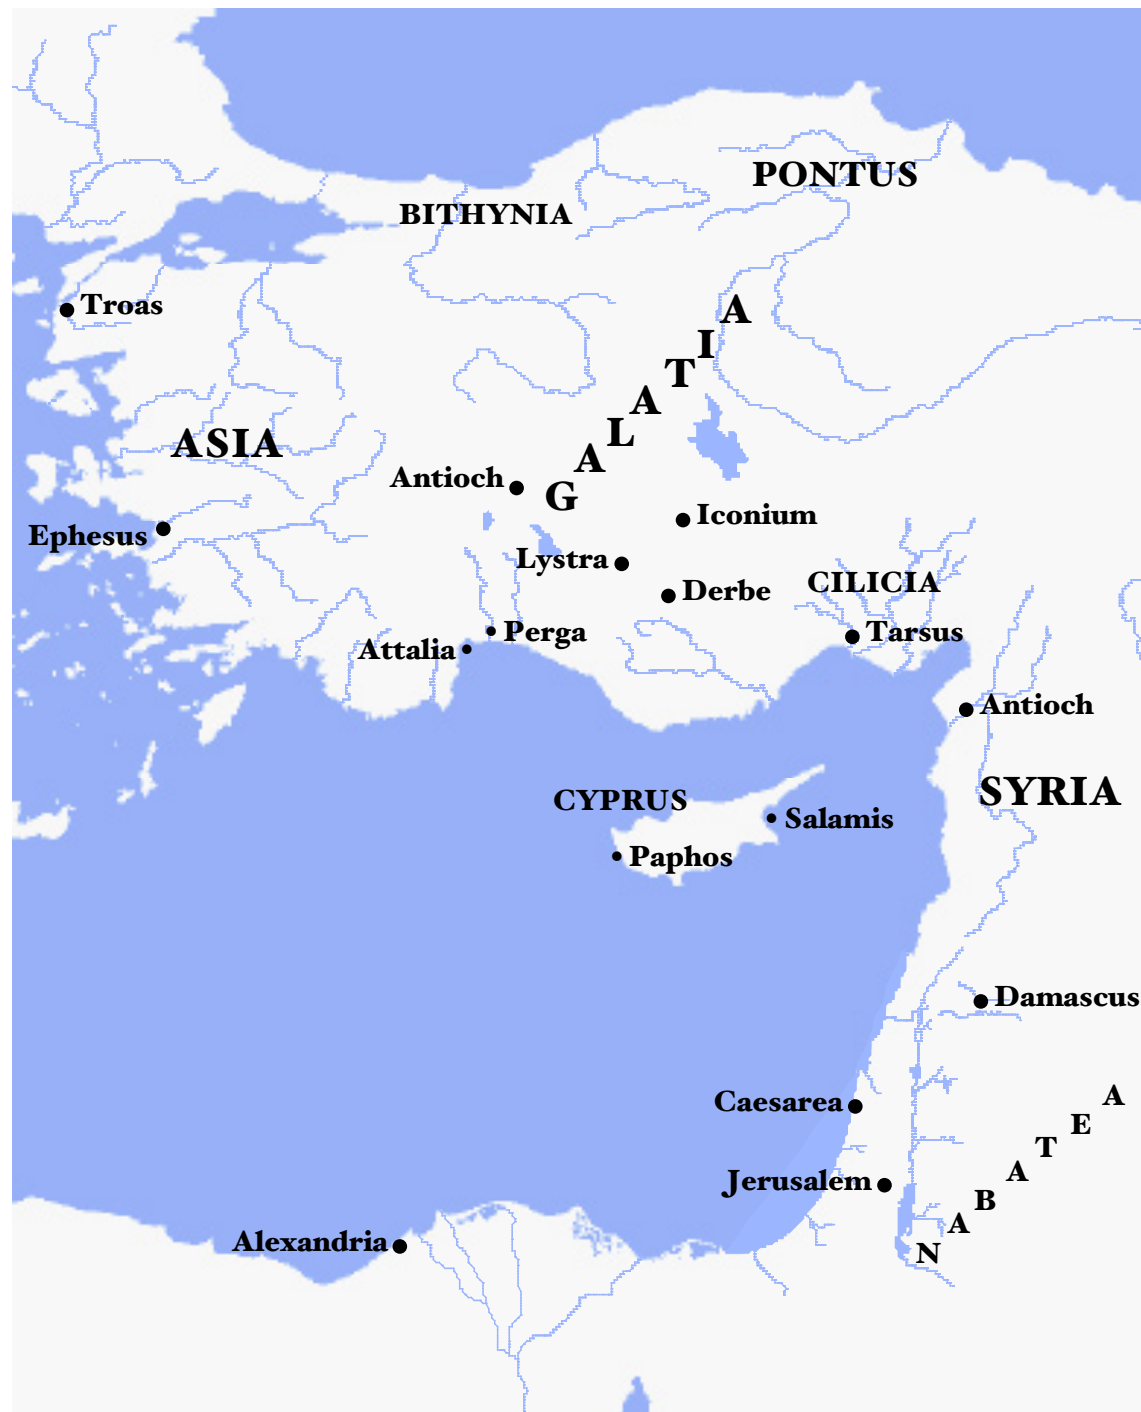 PONTUS
BITHYNIA
Troas
GALATIA
ASIA
Antioch
Iconium
Ephesus
Lystra
CILICIA
Derbe
Perga
Tarsus
Attalia
Antioch
SYRIA
CYPRUS
Salamis
Paphos
Damascus
Caesarea
NABATEA
Jerusalem
Alexandria